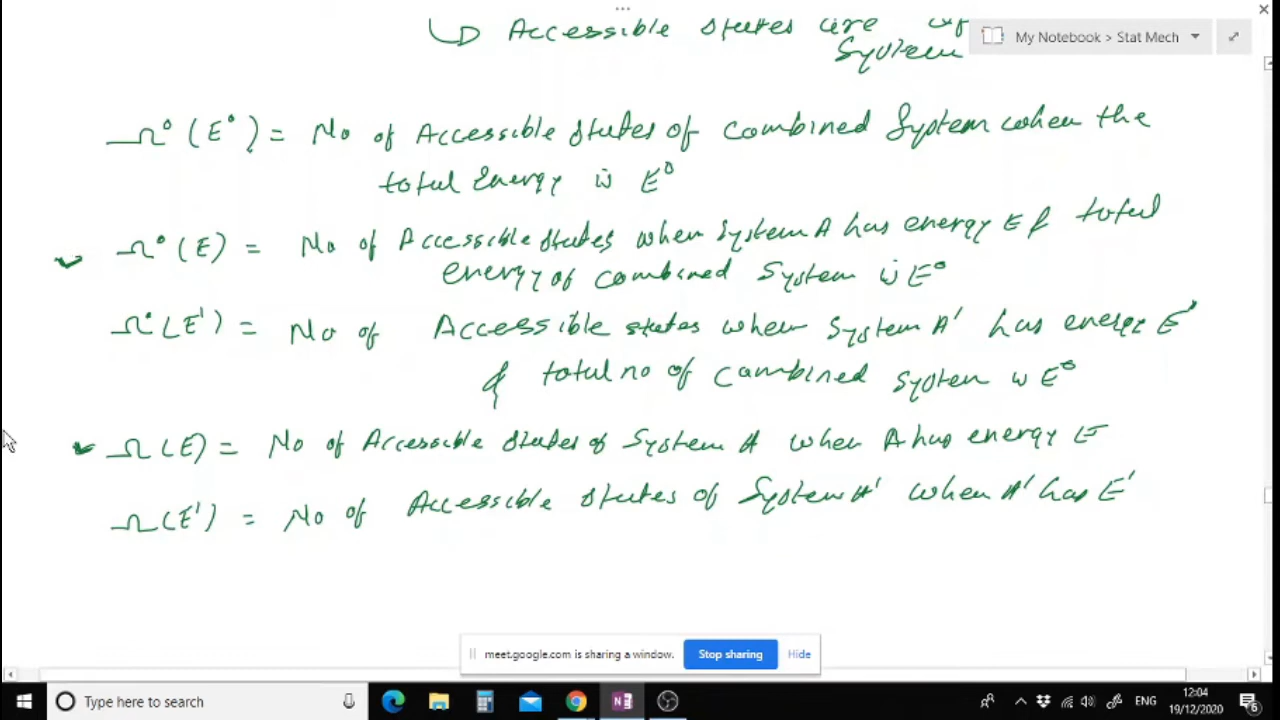 Accessible states are of
System
My Notebook > Stat Mech
Ω° (E°) = No of Accessible states of combined System when the
total Energy is E°
Ω° (E) = No of Accessible states when System A has energy E & total
energy of combined System is E°
Ω° (E') = No of Accessible states when System A' has energy E'
& total no of combined system is E°
Ω (E) = No of Accessible states of System A when A has energy E
Ω (E') = No of Accessible states of System A' when A' has E'
meet.google.com is sharing a window. Stop sharing Hide
Type here to search
ENG
12:04
19/12/2020
6